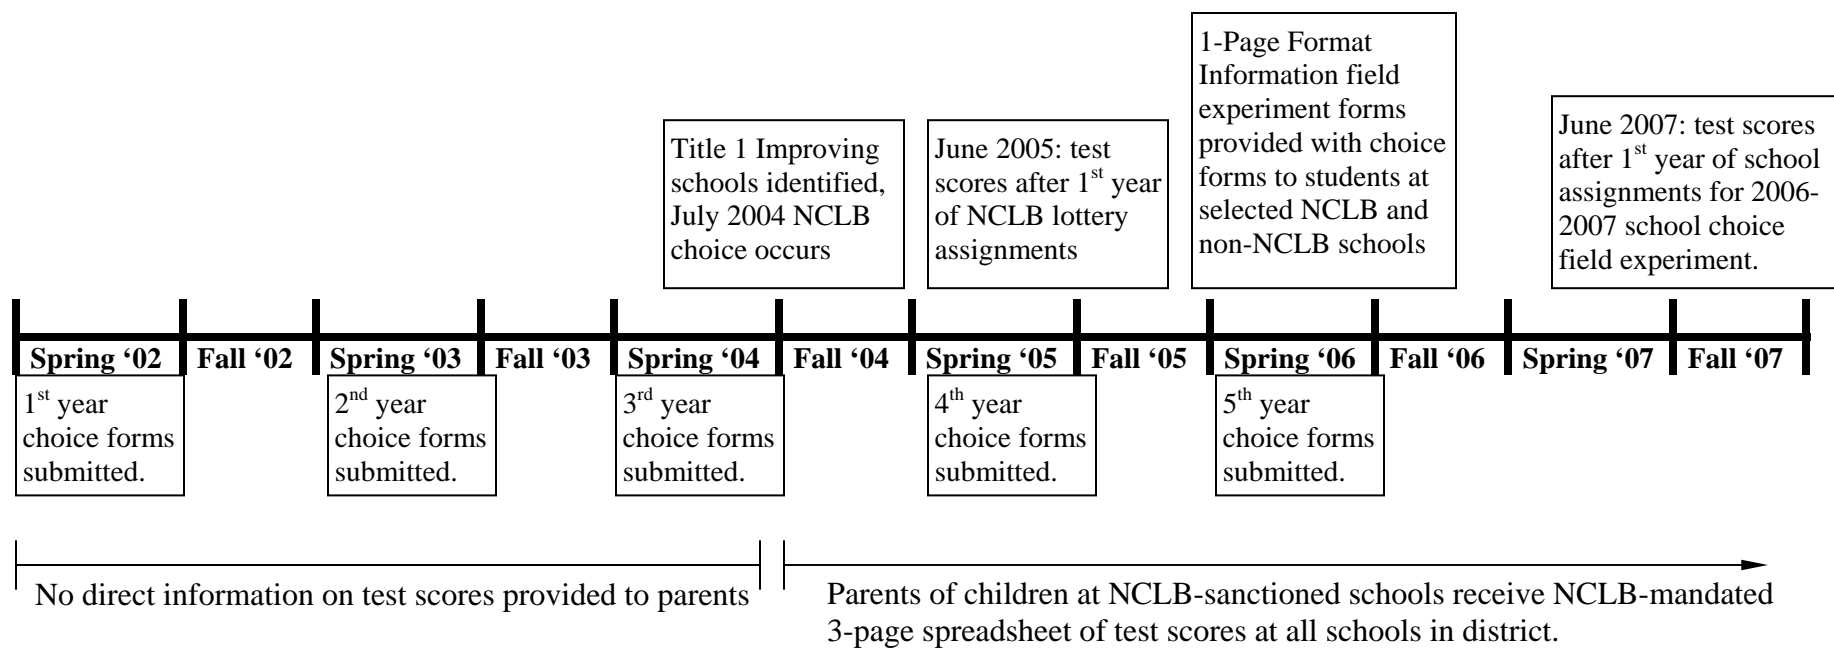 1-Page Format
Information field
experiment forms
provided with choice
forms to students at
selected NCLB and
non-NCLB schools
Title 1 Improving
schools identified,
July 2004 NCLB
choice occurs
June 2005: test
scores after 1st year
of NCLB lottery
assignments
June 2007: test scores
after 1st year of school
assignments for 2006-
2007 school choice
field experiment.
Spring ‘02 Fall ‘02 Spring ‘03 Fall ‘03 Spring ‘04 Fall ‘04 Spring ‘05 Fall ‘05 Spring ‘06 Fall ‘06 Spring ‘07 Fall ‘07
1st year
choice forms
submitted.
2nd year
choice forms
submitted.
3rd year
choice forms
submitted.
4th year
choice forms
submitted.
5th year
choice forms
submitted.
No direct information on test scores provided to parents
Parents of children at NCLB-sanctioned schools receive NCLB-mandated
3-page spreadsheet of test scores at all schools in district.